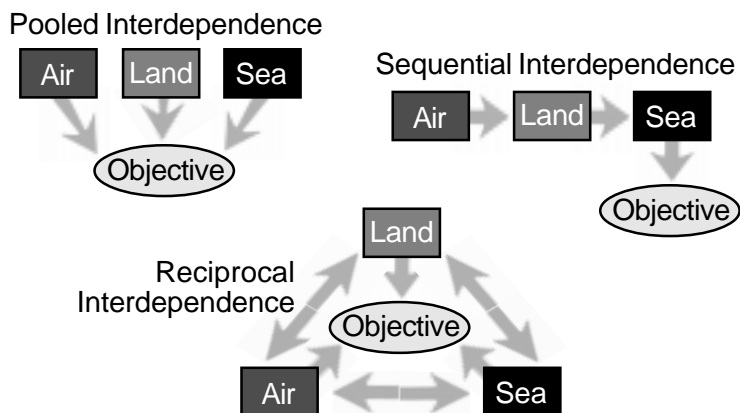 Pooled Interdependence
Air Land Sea
Objective
Sequential Interdependence
Air Land Sea
Objective
Land
Reciprocal
Interdependence
Objective
Air Sea